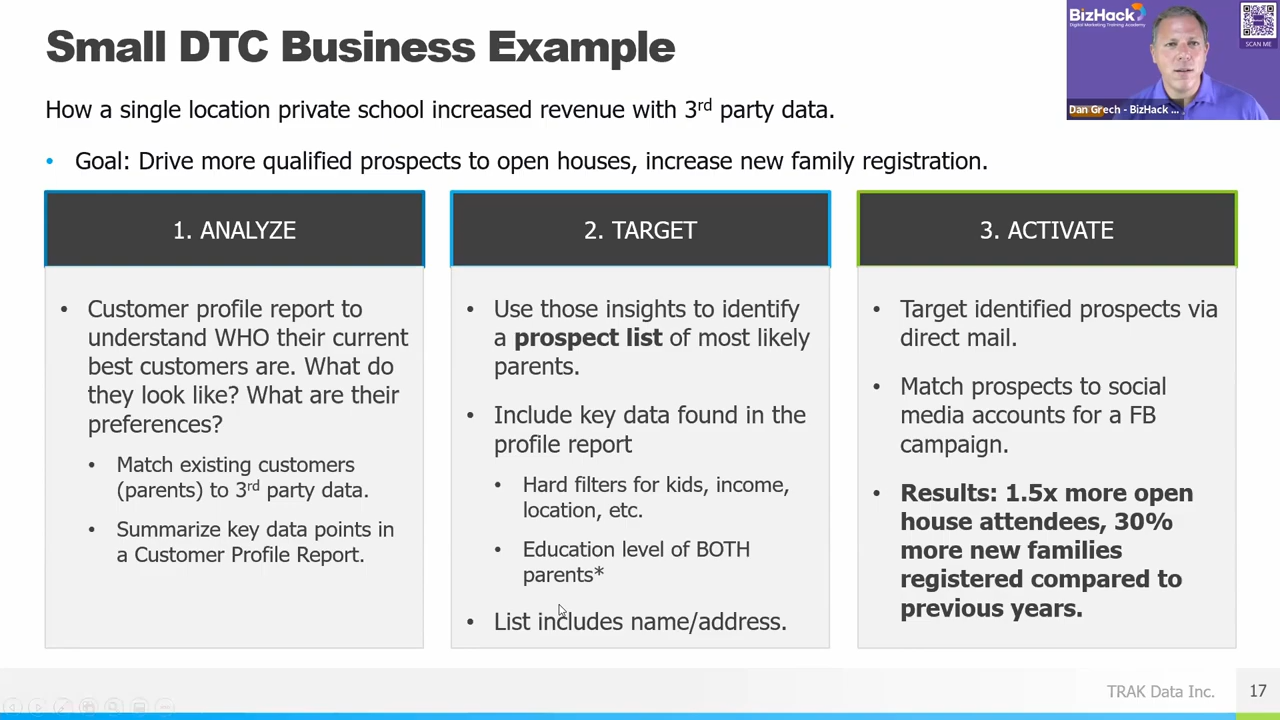 Small DTC Business Example
How a single location private school increased revenue with 3rd party data.
• Goal: Drive more qualified prospects to open houses, increase new family registration.
1. ANALYZE
• Customer profile report to
understand WHO their current
best customers are. What do
they look like? What are their
preferences?
• Match existing customers
(parents) to 3rd party data.
• Summarize key data points in
a Customer Profile Report.
2. TARGET
• Use those insights to identify
a prospect list of most likely
parents.
• Include key data found in the
profile report
• Hard filters for kids, income,
location, etc.
• Education level of BOTH
parents*
• List includes name/address.
3. ACTIVATE
• Target identified prospects via
direct mail.
• Match prospects to social
media accounts for a FB
campaign.
• Results: 1.5x more open
house attendees, 30%
more new families
registered compared to
previous years.
TRAK Data Inc.
17
BizHack
Digital Marketing Training Academy
SCAN ME
Dan Grech - BizHack ...